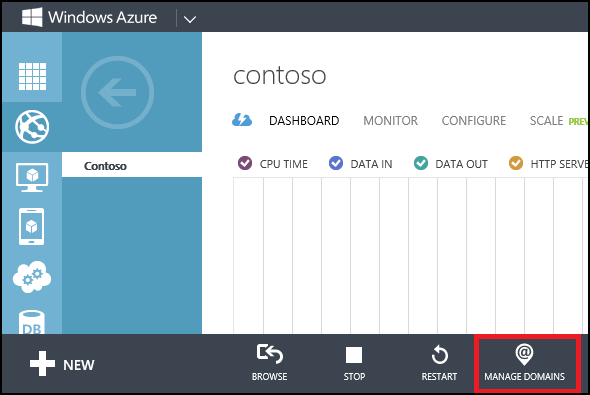 Windows Azure
contoso
DASHBOARD MONITOR CONFIGURE SCALE PREV
Contoso
CPU TIME DATA IN DATA OUT HTTP SERVE
DB
NEW BROWSE STOP RESTART MANAGE DOMAINS